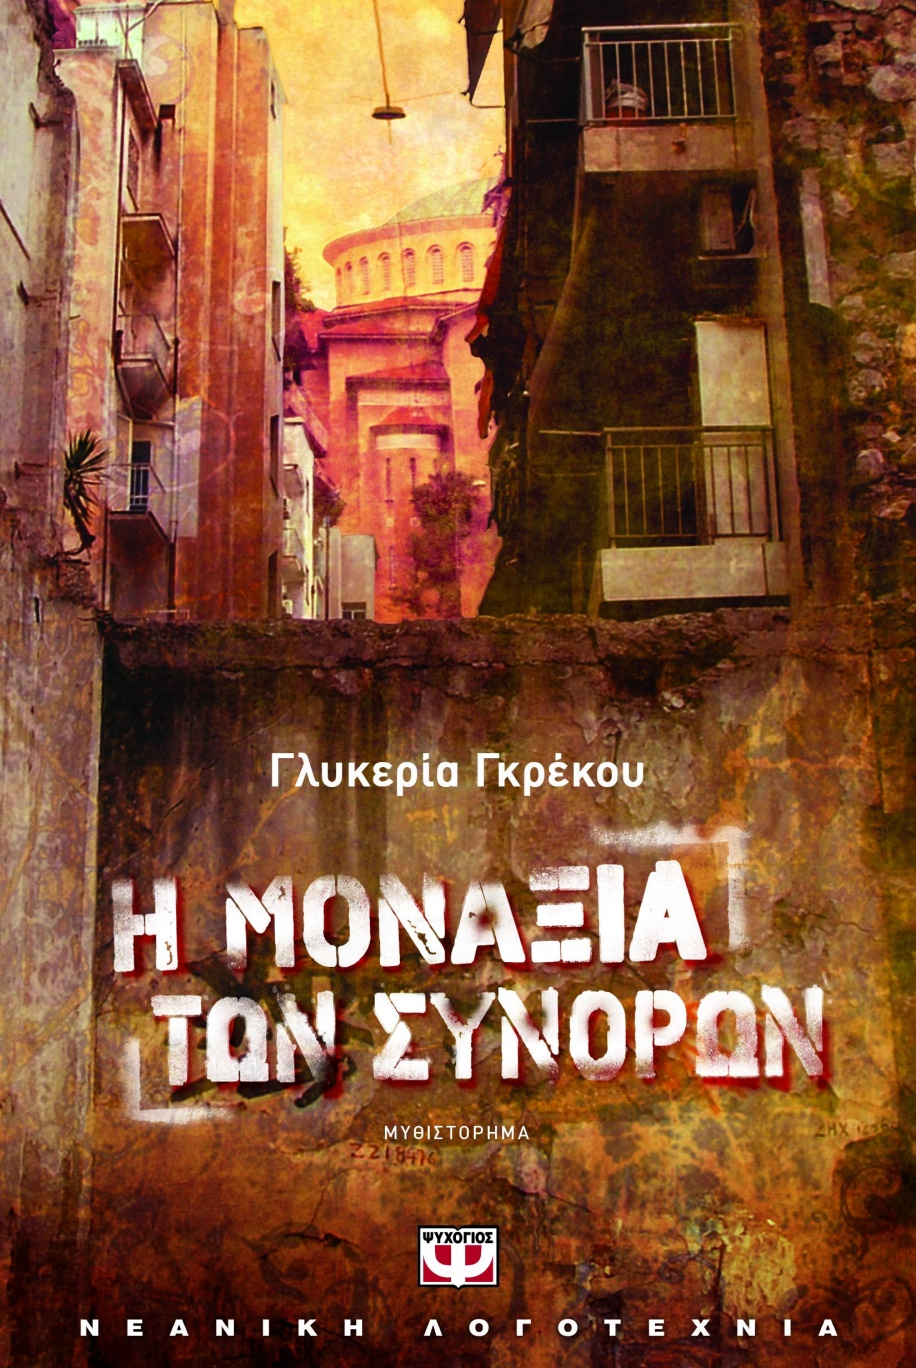 Γλυκερία Γκρέκου
Η ΜΟΝΑΞΙΑ
ΤΩΝ ΣΥΝΟΡΩΝ
ΜΥΘΙΣΤΟΡΗΜΑ
ΨΥΧΟΓΙΟΣ
ΝΕΑΝΙΚΗ ΛΟΓΟΤΕΧΝΙΑ